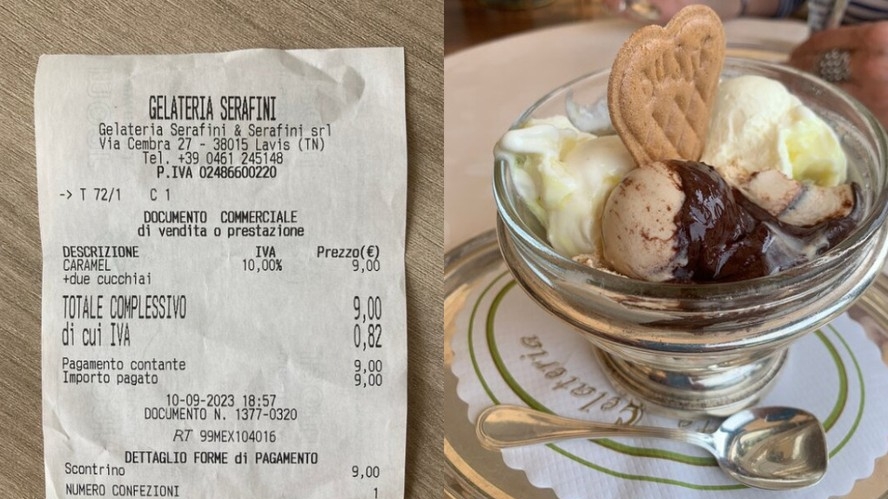 GELATERIA SERAFINI
Gelateria Serafini & Serafini srl
Via Cembra 27 - 38015 Lavis (TN)
Tel. +39 0461 245148
P.IVA 02486600220
-> T 72/1 C 1
DOCUMENTO COMMERCIALE
di vendita o prestazione
DESCRIZIONE IVA Prezzo(€)
CARAMEL 10,00% 9,00
+due cucchiai
TOTALE COMPLESSIVO 9,00
di cui IVA 0,82
Pagamento contante 9,00
Importo pagato 9,00
10-09-2023 18:57
DOCUMENTO N. 1377-0320
RT 99MEX104016
DETTAGLIO FORME di PAGAMENTO
Scontrino 9,00
NUMERO CONFEZIONI 1
Gelateria